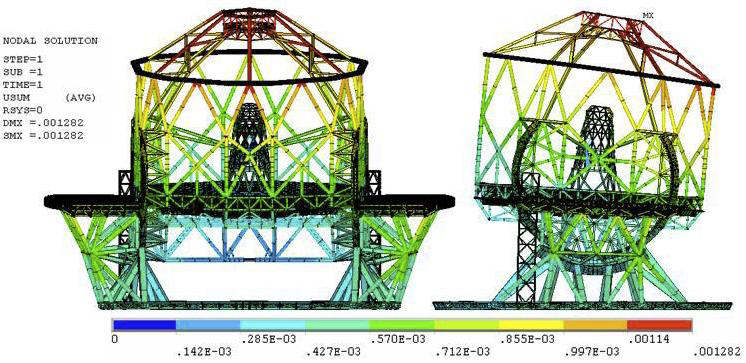 NODAL SOLUTION
STEP=1
SUB =1
TIME=1
USUM (AVG)
RSYS=0
DMX =.001282
SMX =.001282
MX
0
.142E-03
.285E-03
.427E-03
.570E-03
.712E-03
.855E-03
.997E-03
.00114
.001282